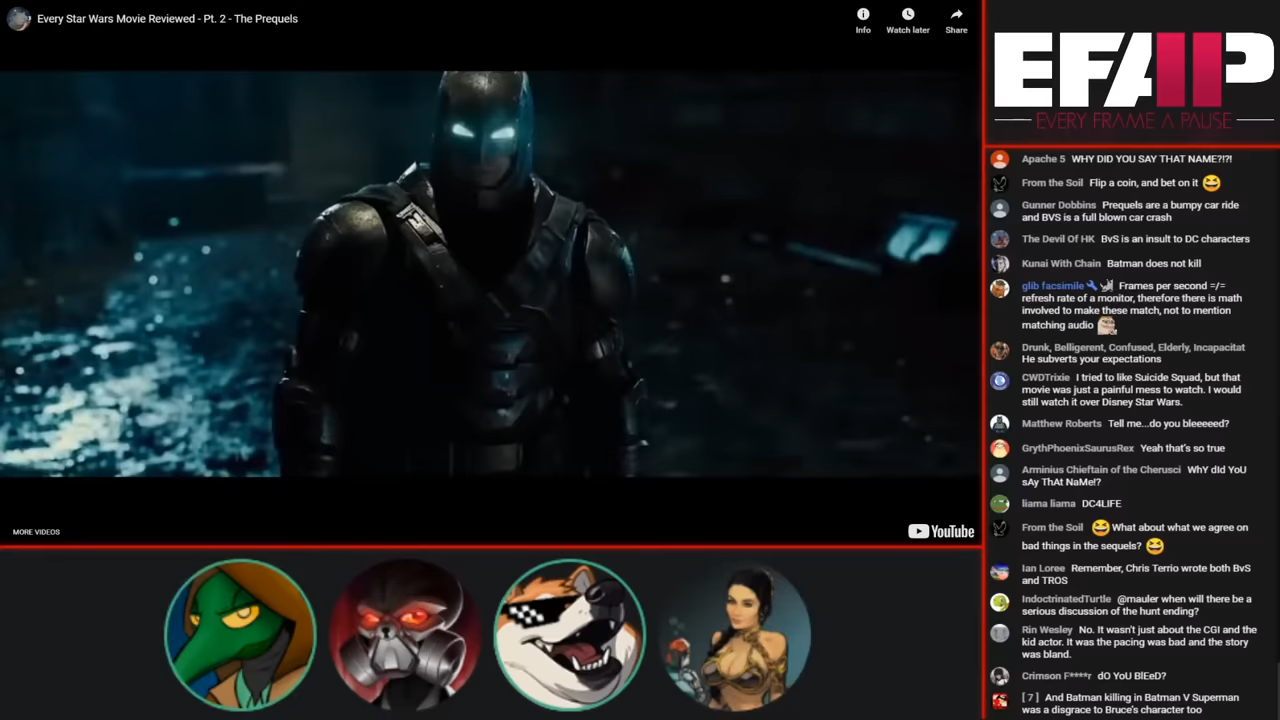 Every Star Wars Movie Reviewed - Pt. 2 - The Prequels
Info
Watch later
Share
EFAP
EVERY FRAME A PAUSE
Apache 5 WHY DID YOU SAY THAT NAME?!?!
From the Soil Flip a coin, and bet on it
Gunner Dobbins Prequels are a bumpy car ride
and BVS is a full blown car crash
The Devil Of HK BvS is an insult to DC characters
Kunai With Chain Batman does not kill
glib facsimile Frames per second =/=
refresh rate of a monitor, therefore there is math
involved to make these match, not to mention
matching audio
Drunk, Belligerent, Confused, Elderly, Incapacitat
He subverts your expectations
CWDTrixie I tried to like Suicide Squad, but that
movie was just a painful mess to watch. I would
still watch it over Disney Star Wars.
Matthew Roberts Tell me...do you bleeeeed?
GrythPhoenixSaurusRex Yeah that's so true
Arminius Chieftain of the Cherusci WhY dId YoU
sAy ThAt NaMe!?
liama liama DC4LIFE
From the Soil What about what we agree on
bad things in the sequels?
Ian Loree Remember, Chris Terrio wrote both BvS
and TROS
IndoctrinatedTurtle @mauler when will there be a
serious discussion of the hunt ending?
Rin Wesley No. It wasn't just about the CGI and the
kid actor. It was the pacing was bad and the story
was bland.
Crimson F****r dO YoU BlEeD?
[ 7 ] And Batman killing in Batman V Superman
was a disgrace to Bruce's character too
MORE VIDEOS
YouTube